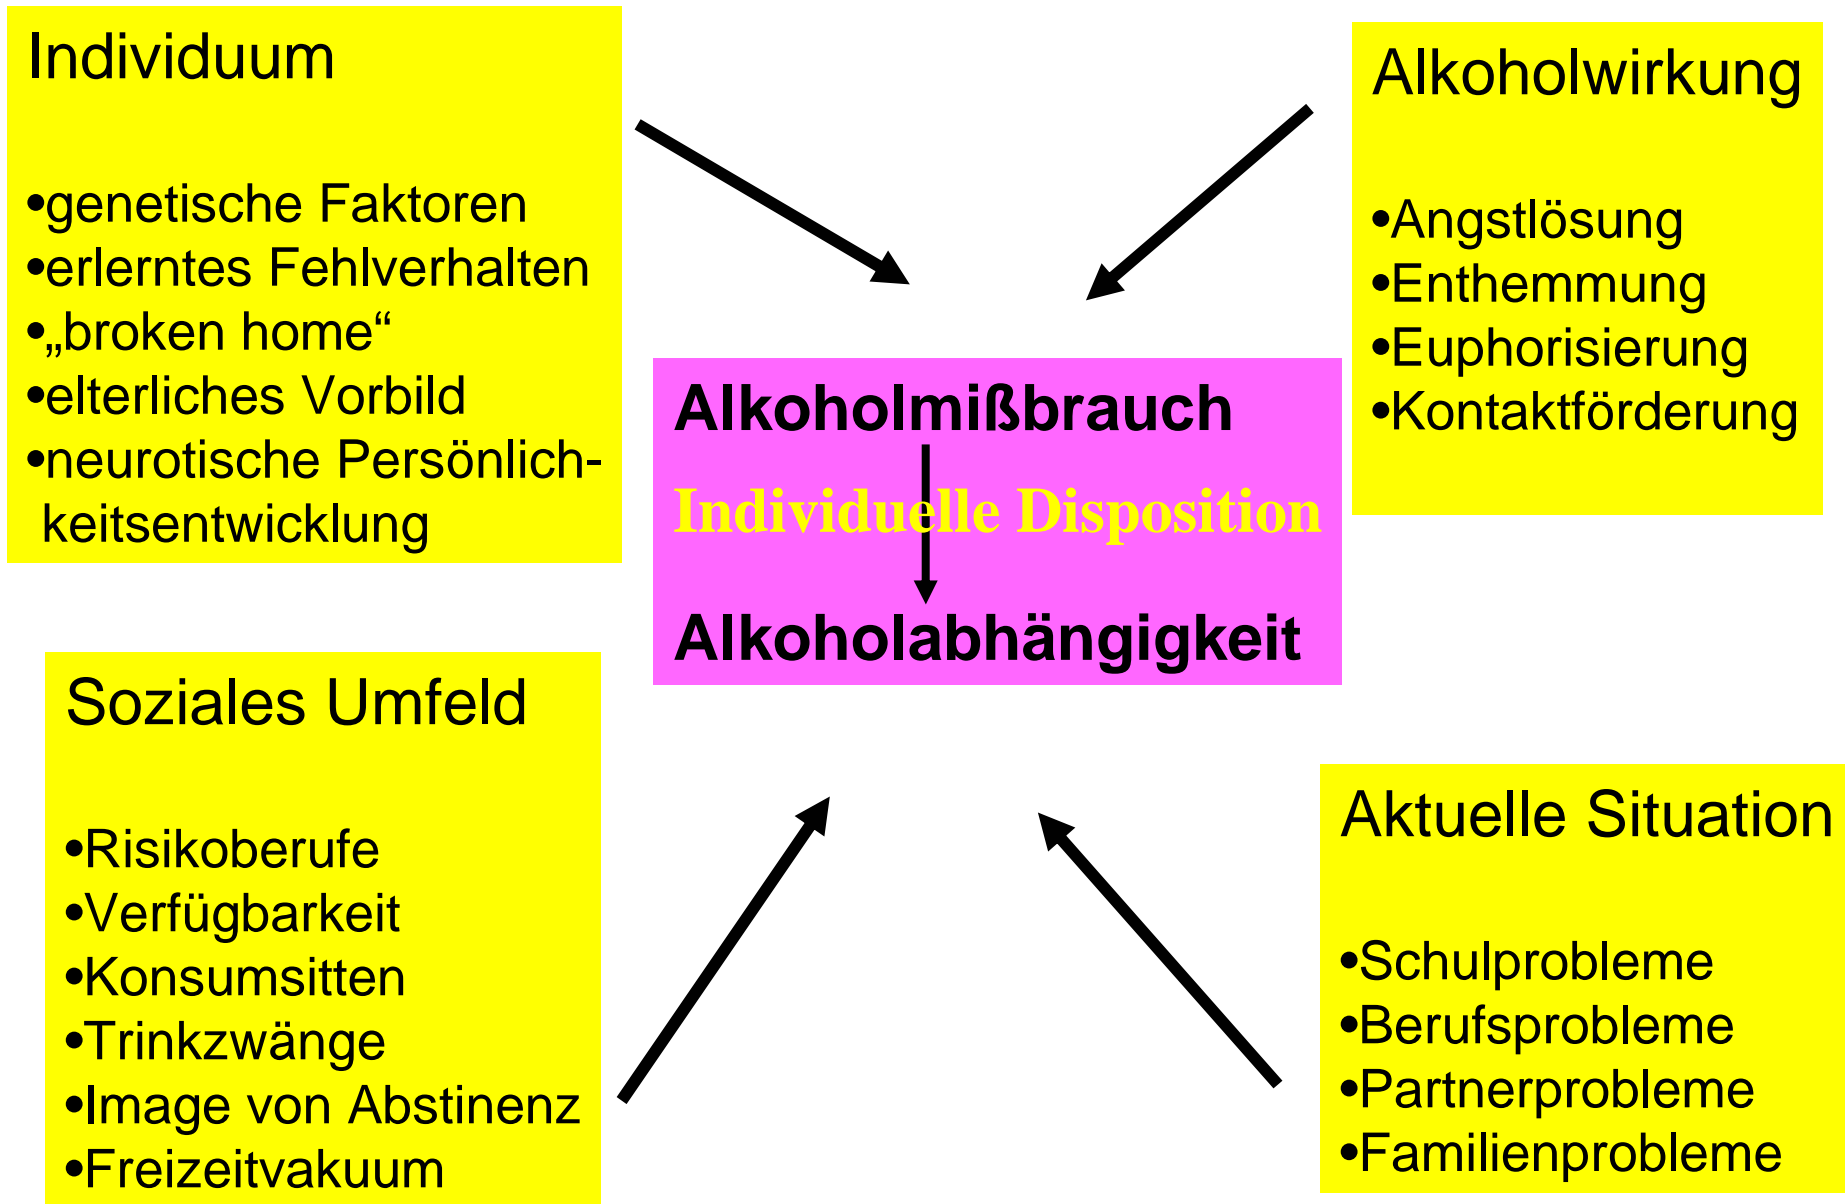 Individuum
•genetische Faktoren
•erlerntes Fehlverhalten
•„broken home“
•elterliches Vorbild
•neurotische Persönlich-
keitsentwicklung
Alkoholwirkung
•Angstlösung
•Enthemmung
•Euphorisierung
•Kontaktförderung
Alkoholmißbrauch
Individuelle Disposition
Alkoholabhängigkeit
Soziales Umfeld
•Risikoberufe
•Verfügbarkeit
•Konsumsitten
•Trinkzwänge
•Image von Abstinenz
•Freizeitvakuum
Aktuelle Situation
•Schulprobleme
•Berufsprobleme
•Partnerprobleme
•Familienprobleme